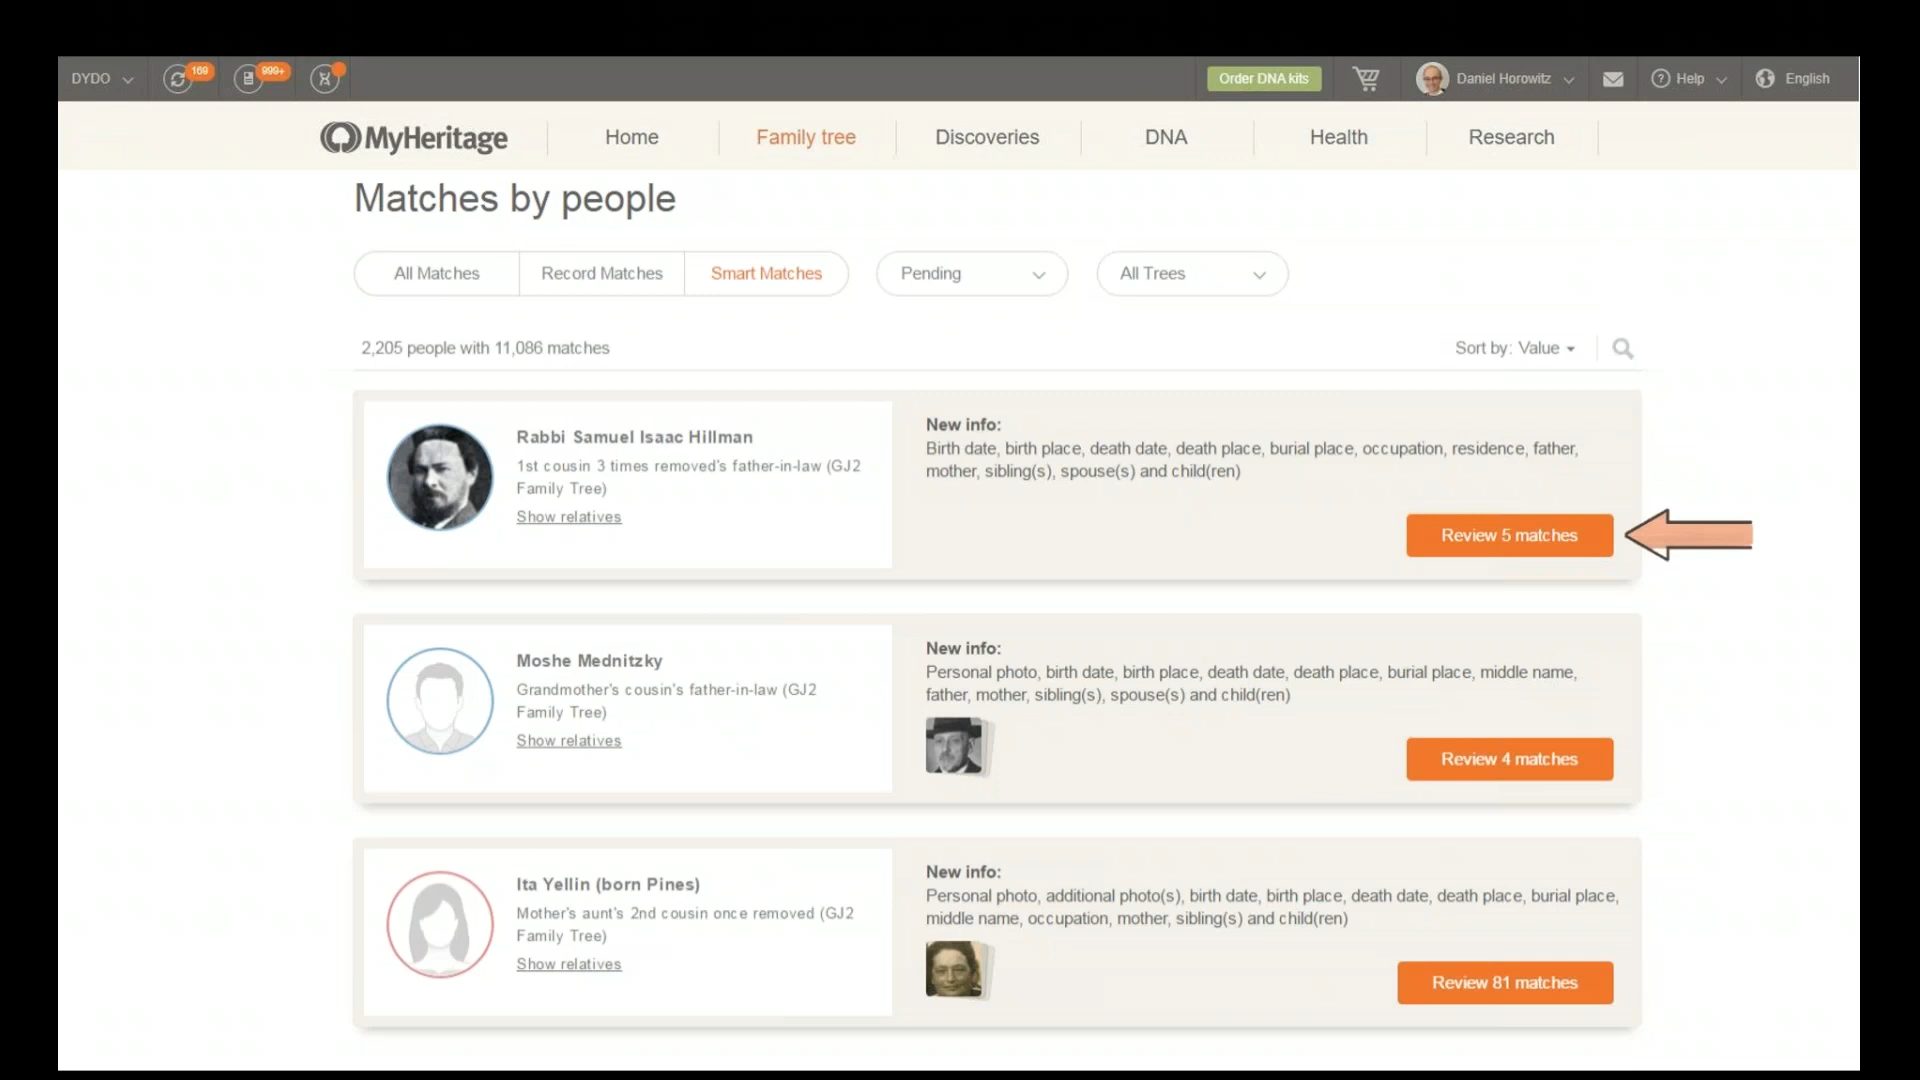 DYDO
169
999+
Order DNA kits
Daniel Horowitz
Help
English
MyHeritage
Home
Family tree
Discoveries
DNA
Health
Research
Matches by people
All Matches
Record Matches
Smart Matches
Pending
All Trees
2,205 people with 11,086 matches
Sort by: Value
Rabbi Samuel Isaac Hillman
1st cousin 3 times removed's father-in-law (GJ2
Family Tree)
Show relatives
New info:
Birth date, birth place, death date, death place, burial place, occupation, residence, father,
mother, sibling(s), spouse(s) and child(ren)
Review 5 matches
Moshe Mednitzky
Grandmother's cousin's father-in-law (GJ2
Family Tree)
Show relatives
New info:
Personal photo, birth date, birth place, death date, death place, burial place, middle name,
father, mother, sibling(s), spouse(s) and child(ren)
Review 4 matches
Ita Yellin (born Pines)
Mother's aunt's 2nd cousin once removed (GJ2
Family Tree)
Show relatives
New info:
Personal photo, additional photo(s), birth date, birth place, death date, death place, burial place,
middle name, occupation, mother, sibling(s) and child(ren)
Review 81 matches